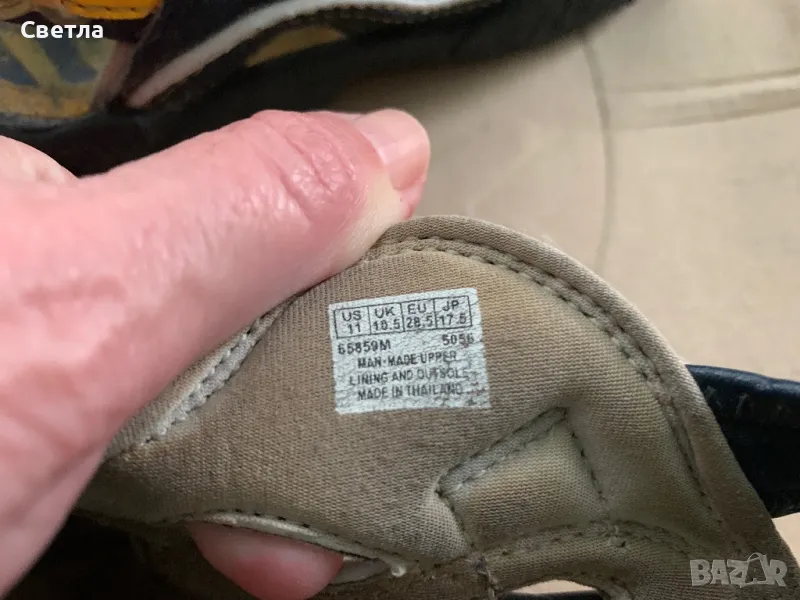 Светла
US UK EU JP
11 10.5 28.5 17.5
65859M 5056
MAN-MADE UPPER
LINING AND OUTSOLE
MADE IN THAILAND
BAZAR